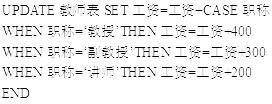 UPDATE 教师表 SET 工资=工资+CASE 职称
WHEN 职称=‘教授’THEN 工资=工资+400
WHEN 职称=‘副教授’THEN 工资=工资+300
WHEN 职称=‘讲师’THEN 工资=工资+200
END